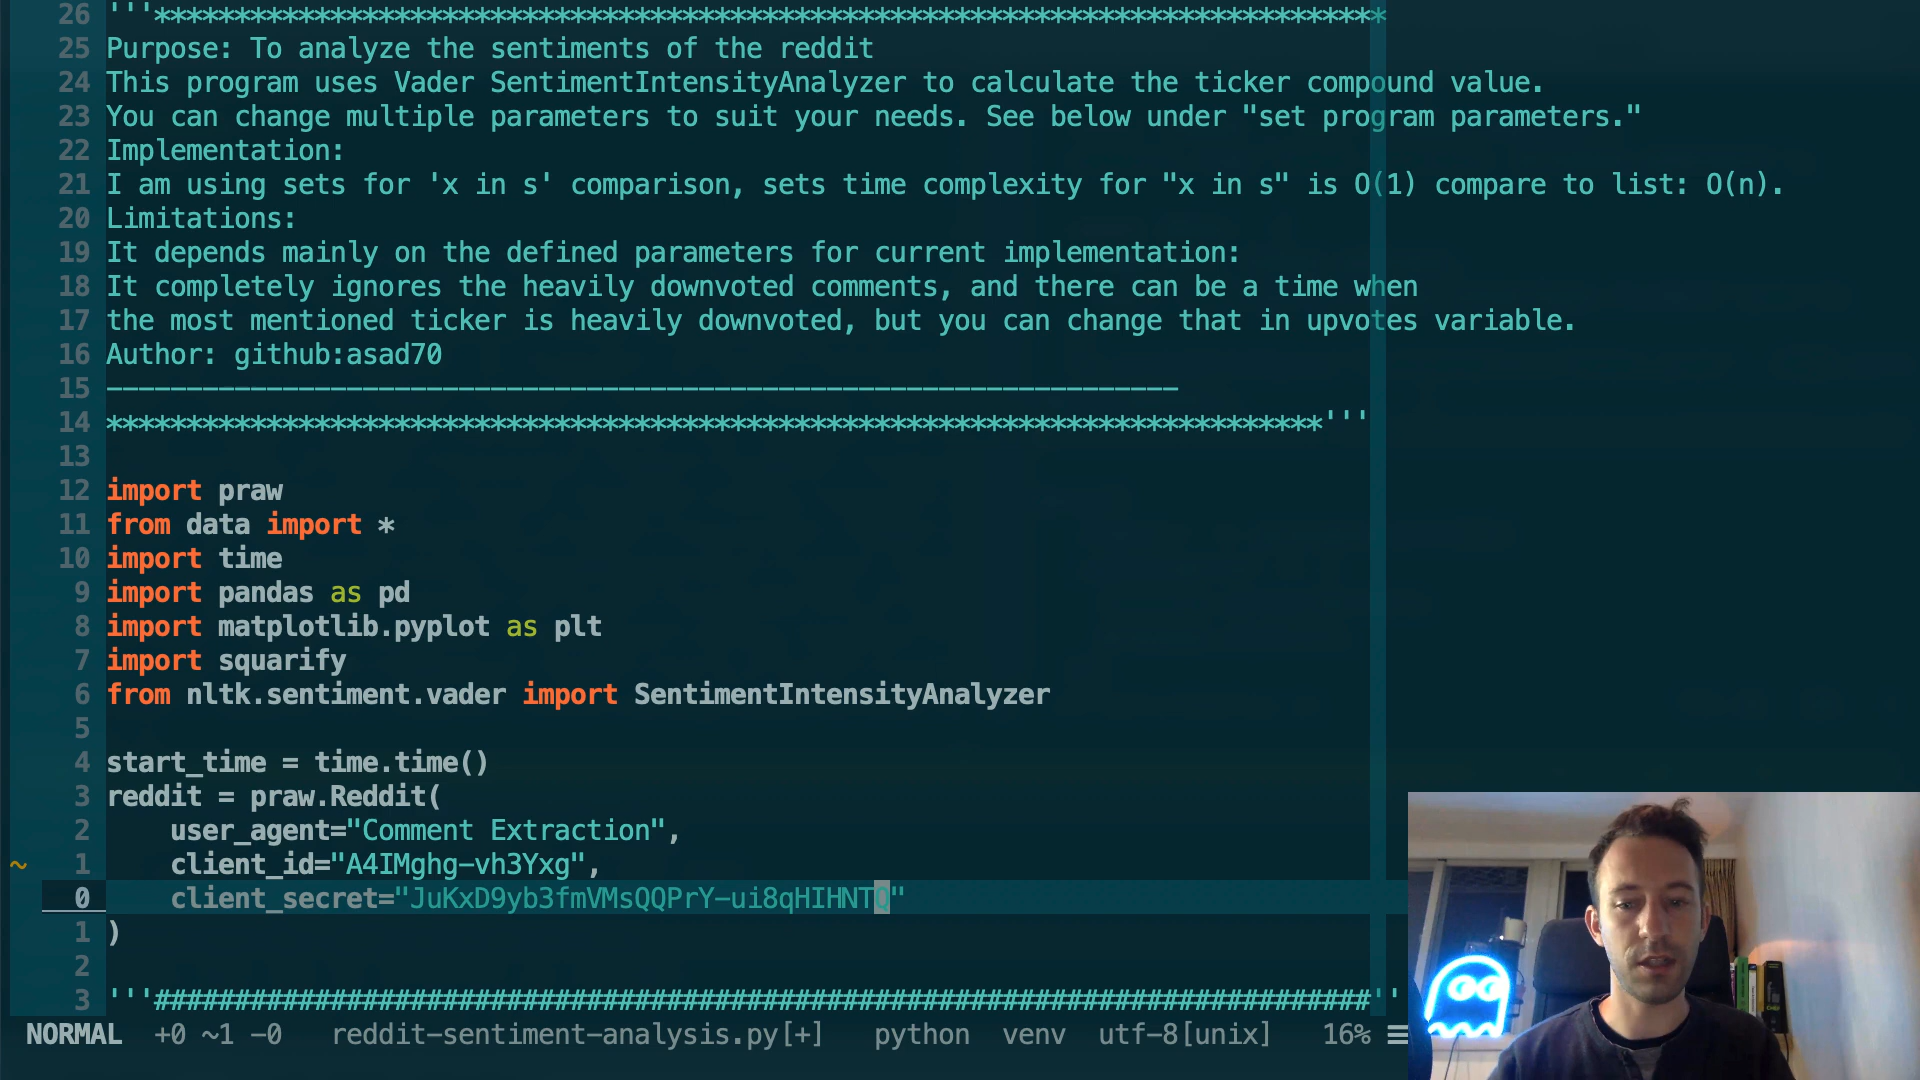 26 '''*****************************************************************************
25 Purpose: To analyze the sentiments of the reddit
24 This program uses Vader SentimentIntensityAnalyzer to calculate the ticker compound value.
23 You can change multiple parameters to suit your needs. See below under "set program parameters."
22 Implementation:
21 I am using sets for 'x in s' comparison, sets time complexity for "x in s" is O(1) compare to list: O(n).
20 Limitations:
19 It depends mainly on the defined parameters for current implementation:
18 It completely ignores the heavily downvoted comments, and there can be a time when
17 the most mentioned ticker is heavily downvoted, but you can change that in upvotes variable.
16 Author: github:asad70
15 -------------------------------------------------------------------
14 ****************************************************************************'''
13
12 import praw
11 from data import *
10 import time
9 import pandas as pd
8 import matplotlib.pyplot as plt
7 import squarify
6 from nltk.sentiment.vader import SentimentIntensityAnalyzer
5
4 start_time = time.time()
3 reddit = praw.Reddit(
2     user_agent="Comment Extraction",
~ 1     client_id="A4IMghg-vh3Yxg",
0     client_secret="JuKxD9yb3fmVMsQQPrY-ui8qHIHNTQ"
1 )
2
3 '''############################################################################''
NORMAL +0 ~1 -0 reddit-sentiment-analysis.py[+] python venv utf-8[unix] 16% ☰